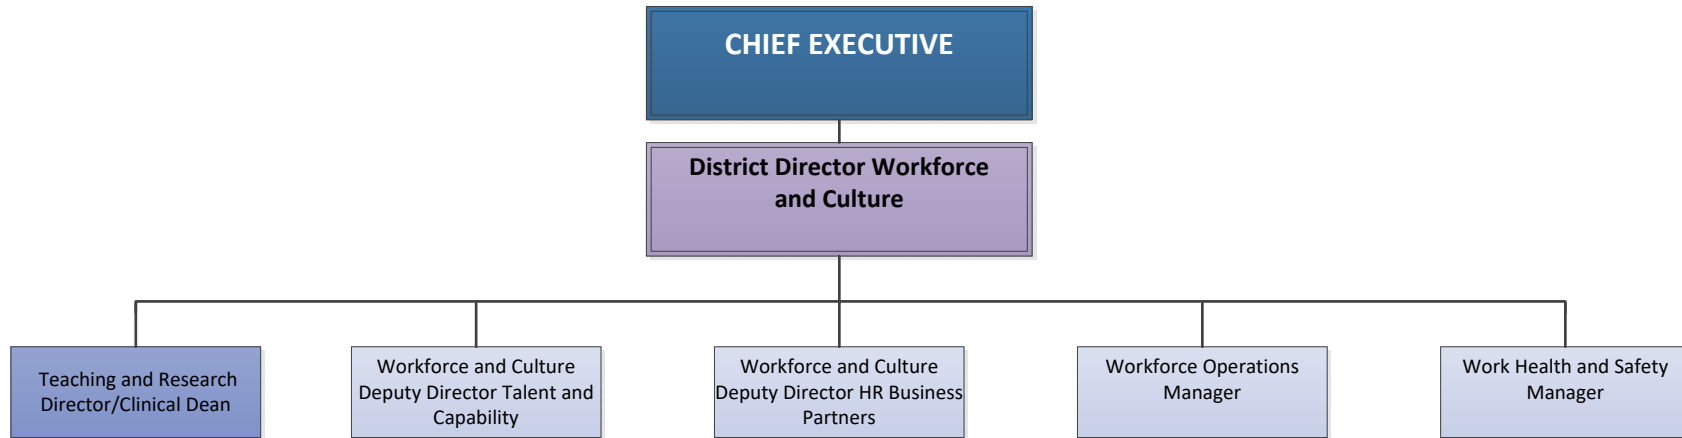 CHIEF EXECUTIVE
District Director Workforce
and Culture
Teaching and Research
Director/Clinical Dean
Workforce and Culture
Deputy Director Talent and
Capability
Workforce and Culture
Deputy Director HR Business
Partners
Workforce Operations
Manager
Work Health and Safety
Manager